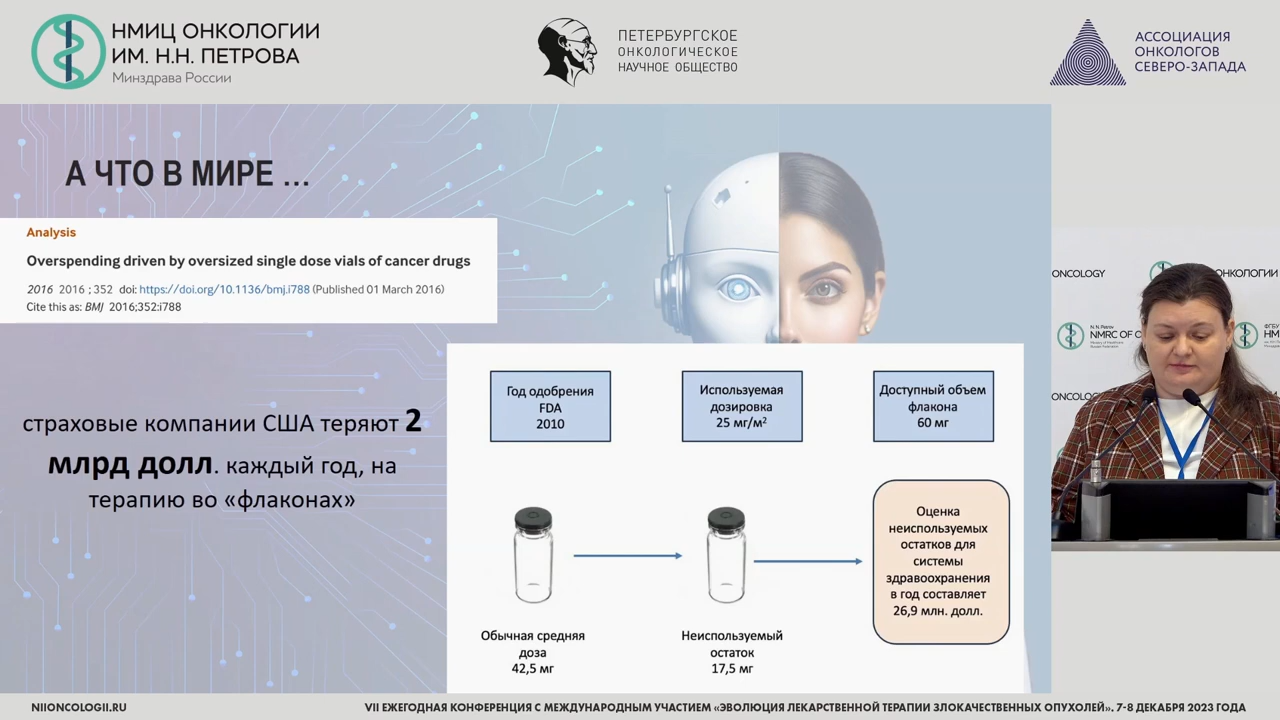 НМИЦ ОНКОЛОГИИ
ИМ. Н.Н. ПЕТРОВА
Минздрава России
ПЕТЕРБУРГСКОЕ
ОНКОЛОГИЧЕСКОЕ
НАУЧНОЕ ОБЩЕСТВО
АССОЦИАЦИЯ
ОНКОЛОГОВ
СЕВЕРО-ЗАПАДА
А ЧТО В МИРЕ ...
Analysis
Overspending driven by oversized single dose vials of cancer drugs
2016 2016 ; 352 doi: https://doi.org/10.1136/bmj.i788 (Published 01 March 2016)
Cite this as: BMJ 2016;352:i788
страховые компании США теряют 2
млрд долл. каждый год, на
терапию во «флаконах»
Год одобрения
FDA
2010
Используемая
дозировка
25 мг/м²
Доступный объем
флакона
60 мг
Оценка
неиспользуемых
остатков для
системы
здравоохранения
в год составляет
26,9 млн. долл.
Обычная средняя
доза
42,5 мг
Неиспользуемый
остаток
17,5 мг
ONCOLOGY
ОНКОЛОГИИ
N.N. Petrov
NMRC OF
NIIONCOLOGII.RU
VII ЕЖЕГОДНАЯ КОНФЕРЕНЦИЯ С МЕЖДУНАРОДНЫМ УЧАСТИЕМ «ЭВОЛЮЦИЯ ЛЕКАРСТВЕННОЙ ТЕРАПИИ ЗЛОКАЧЕСТВЕННЫХ ОПУХОЛЕЙ». 7-8 ДЕКАБРЯ 2023 ГОДА